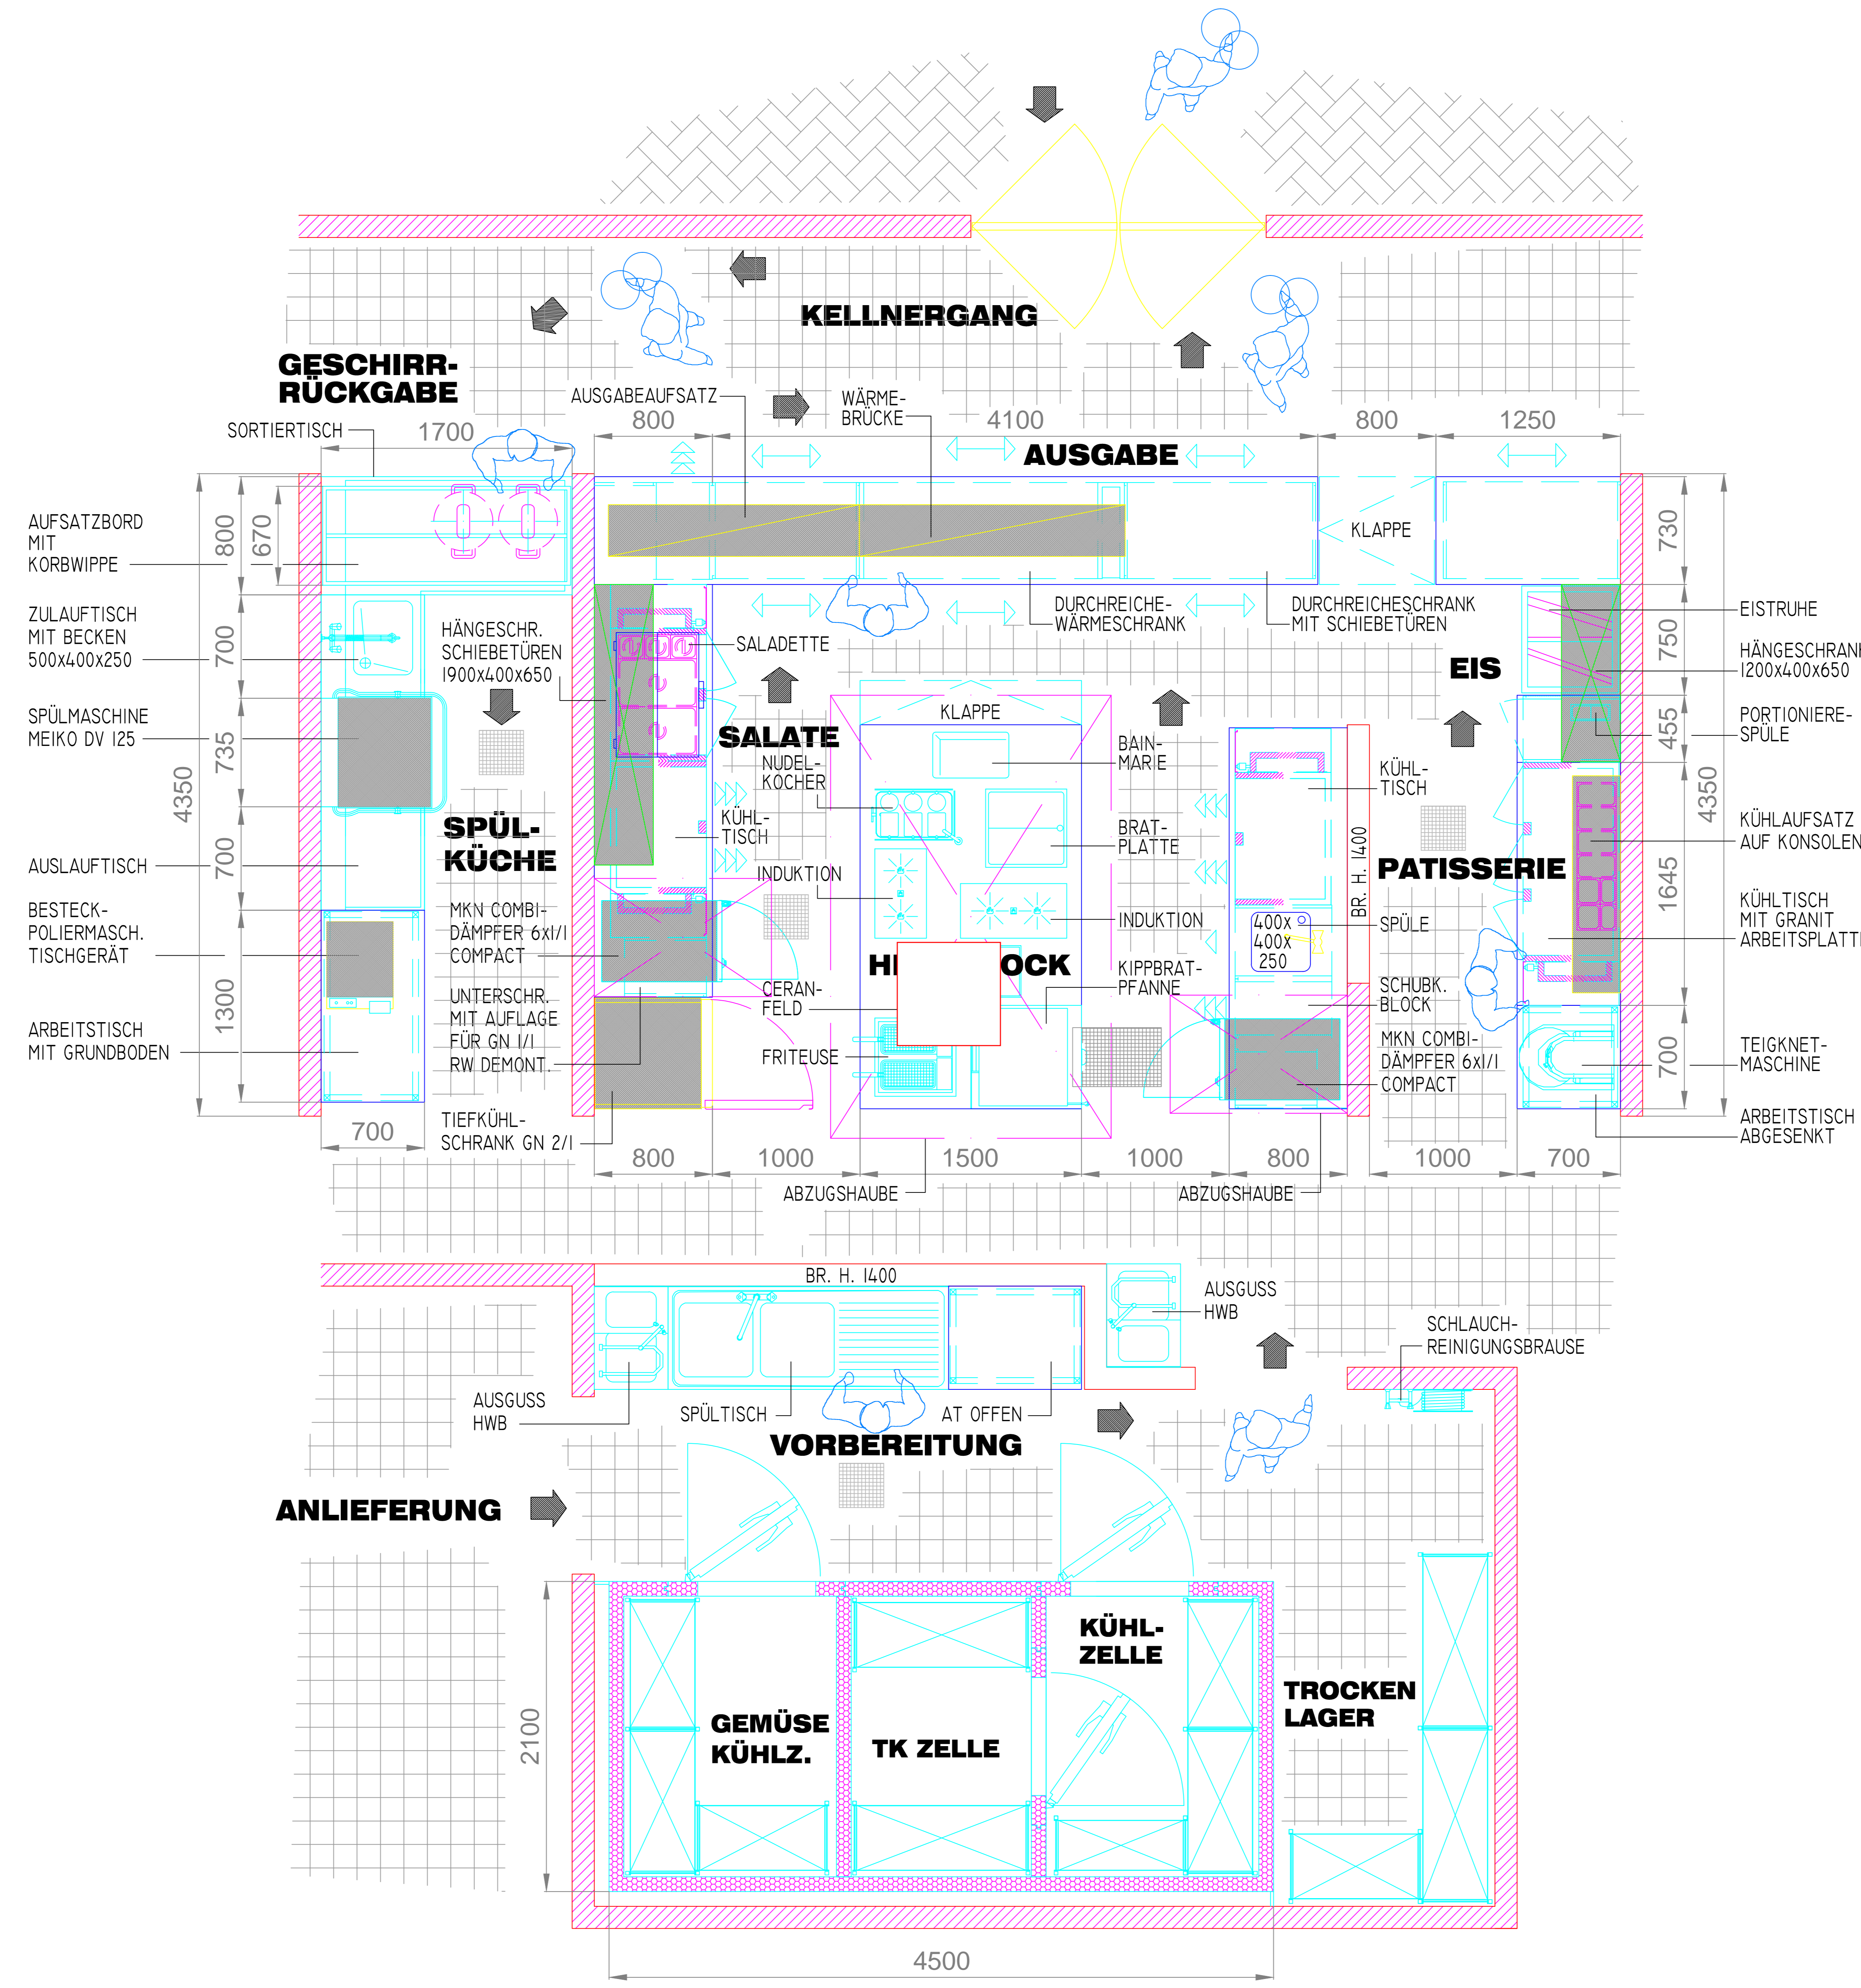 KELLNERGANG
GESCHIRR-
RÜCKGABE
SORTIERTISCH
1700
AUSGABEAUFSATZ
WÄRME-
BRÜCKE
800
4100
800
1250
AUSGABE
AUFSATZBORD
MIT
KORBWIPPE
800
670
KLAPPE
730
ZULAUFTISCH
MIT BECKEN
500x400x250
700
HÄNGESCHR.
SCHIEBETÜREN
1900x400x650
SALADETTE
DURCHREICHE-
WÄRMESCHRANK
DURCHREICHESCHRANK
MIT SCHIEBETÜREN
EISTRUHE
750
EIS
HÄNGESCHRANK
1200x400x650
SPÜLMASCHINE
MEIKO DV 125
735
4350
SALATE
KLAPPE
NUDEL-
KOCHER
BAIN-
MARIE
KÜHL-
TISCH
PORTIONIERE-
SPÜLE
455
4350
SPÜL-
KÜCHE
KÜHL-
TISCH
BRAT-
PLATTE
BR. H. 1400
PATISSERIE
KÜHLAUFSATZ
AUF KONSOLEN
1645
AUSLAUFTISCH
700
INDUKTION
INDUKTION
BESTECK-
POLIERMASCH.
TISCHGERÄT
MKN COMBI-
DÄMPFER 6x1/1
COMPACT
400x
400x
250
SPÜLE
KÜHLTISCH
MIT GRANIT
1300
UNTERSCHR.
MIT AUFLAGE
FÜR GN 1/1
RW DEMONT.
CERAN-
FELD
KIPPBRAT-
PFANNE
SCHUBK.
BLOCK
ARBEITSTISCH
MIT GRUNDBODEN
FRITEUSE
MKN COMBI-
DÄMPFER 6x1/1
COMPACT
700
TEIGKNET-
MASCHINE
TIEFKÜHL-
SCHRANK GN 2/1
ARBEITSTISCH
ABGESENKT
700
800
1000
1500
1000
800
1000
700
ABZUGSHAUBE
ABZUGSHAUBE
BR. H. 1400
AUSGUSS
HWB
SCHLAUCH-
REINIGUNGSBRAUSE
AUSGUSS
HWB
SPÜLTISCH
AT OFFEN
VORBEREITUNG
ANLIEFERUNG
KÜHL-
ZELLE
2100
GEMÜSE
KÜHLZ.
TK ZELLE
TROCKEN
LAGER
4500